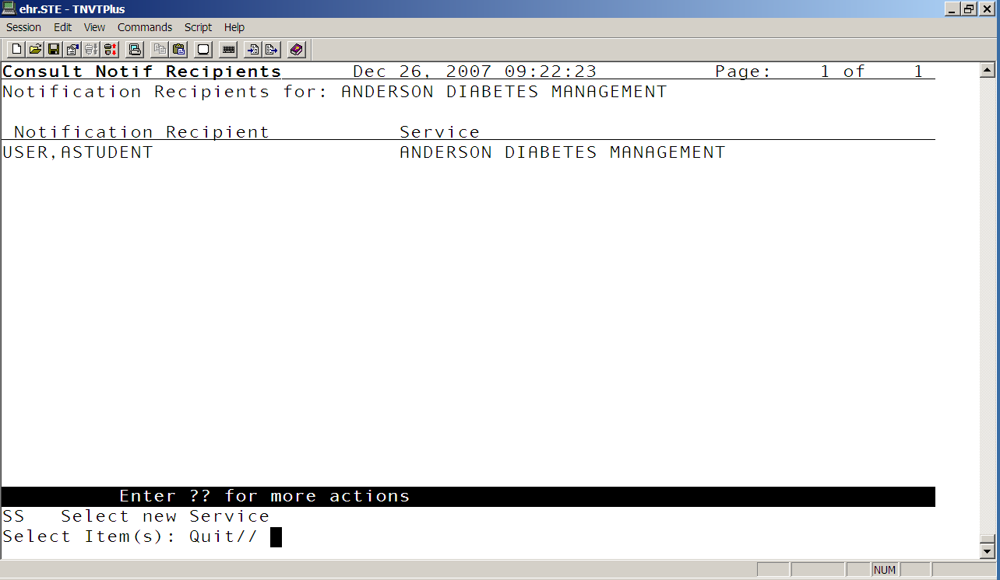 ehr.STE - TNVTPlus
Session Edit View Commands Script Help
Consult Notif Recipients Dec 26, 2007 09:22:23 Page: 1 of 1
Notification Recipients for: ANDERSON DIABETES MANAGEMENT
Notification Recipient Service
USER,ASTUDENT ANDERSON DIABETES MANAGEMENT
Enter ?? for more actions
SS Select new Service
Select Item(s): Quit//
NUM